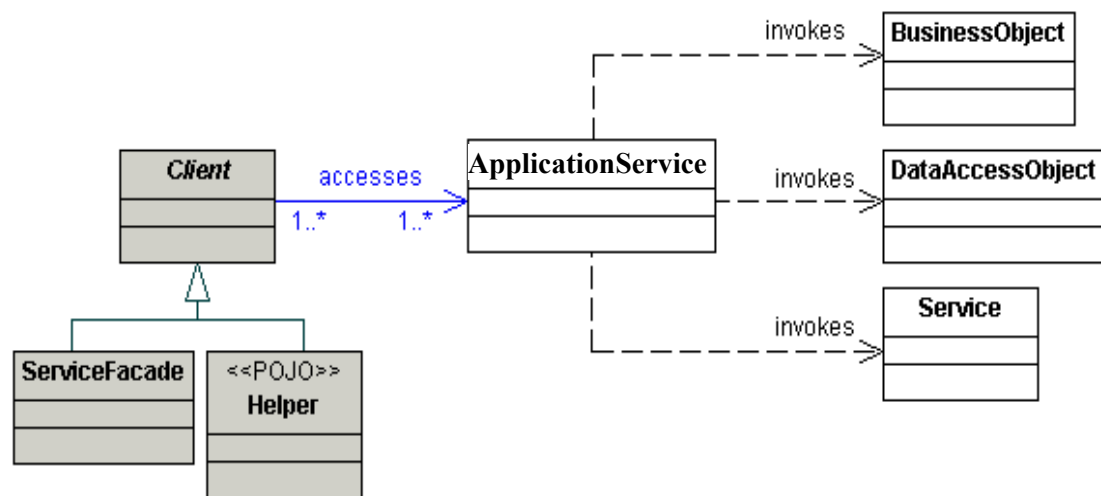 invokes
BusinessObject
Client
accesses
1..*
1..*
ApplicationService
invokes
DataAccessObject
invokes
Service
ServiceFacade
<<POJO>>
Helper